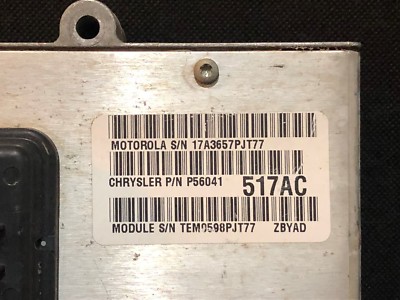 MOTOROLA S/N 17A3657PJT77
CHRYSLER P/N P56041 517AC
MODULE S/N TEM0598PJT77 ZBYAD